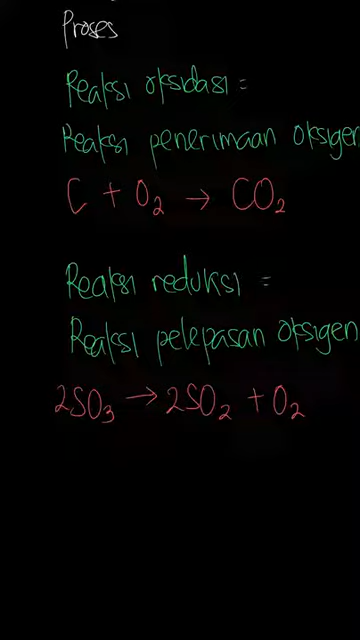 Proses
Reaksi oksidasi =
Reaksi penerimaan oksigen
C + O₂ → CO₂
Reaksi reduksi =
Reaksi pelepasan oksigen
2SO₃ → 2SO₂ + O₂